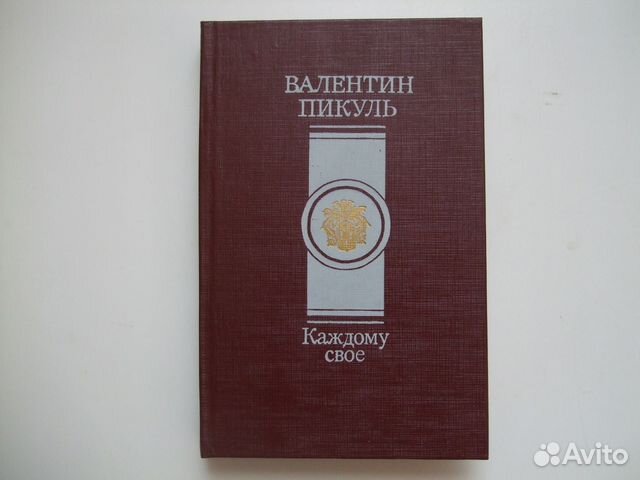 ВАЛЕНТИН
ПИКУЛЬ
Каждому
свое
Avito